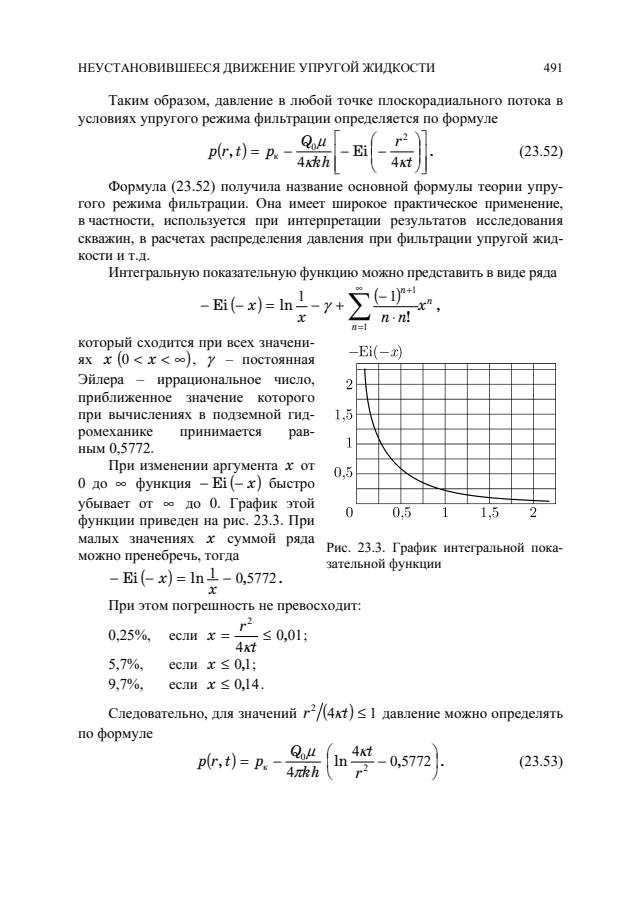 НЕУСТАНОВИВШЕЕСЯ ДВИЖЕНИЕ УПРУГОЙ ЖИДКОСТИ 491
Таким образом, давление в любой точке плоскорадиального потока в
условиях упругого режима фильтрации определяется по формуле
p(r, t) = pк − Q₀μ/4κkh [− Ei (− r²/4κt)]. (23.52)
Формула (23.52) получила название основной формулы теории упру-
гого режима фильтрации. Она имеет широкое практическое применение,
в частности, используется при интерпретации результатов исследования
скважин, в расчетах распределения давления при фильтрации упругой жид-
кости и т.д.
Интегральную показательную функцию можно представить в виде ряда
− Ei (− x) = ln 1/x − γ + ∑ₙ₌₁^∞ (− 1)ⁿ⁺¹/n · n! xⁿ ,
который сходится при всех значени-
ях x (0 < x < ∞), γ – постоянная
Эйлера – иррациональное число,
приближенное значение которого
при вычислениях в подземной гид-
ромеханике принимается рав-
ным 0,5772.
При изменении аргумента x от
0 до ∞ функция − Ei (− x) быстро
убывает от ∞ до 0. График этой
функции приведен на рис. 23.3. При
малых значениях x суммой ряда
можно пренебречь, тогда
− Ei (− x) = ln 1/x − 0,5772 .
−Ei(−x)
2
1,5
1
0,5
0 0,5 1 1,5 2
Рис. 23.3. График интегральной пока-
зательной функции
При этом погрешность не превосходит:
0,25%, если x = r²/4κt ≤ 0,01;
5,7%, если x ≤ 0,1;
9,7%, если x ≤ 0,14.
Следовательно, для значений r²/(4κt) ≤ 1 давление можно определять
по формуле
p(r, t) = pк − Q₀μ/4πkh (ln 4κt/r² − 0,5772). (23.53)